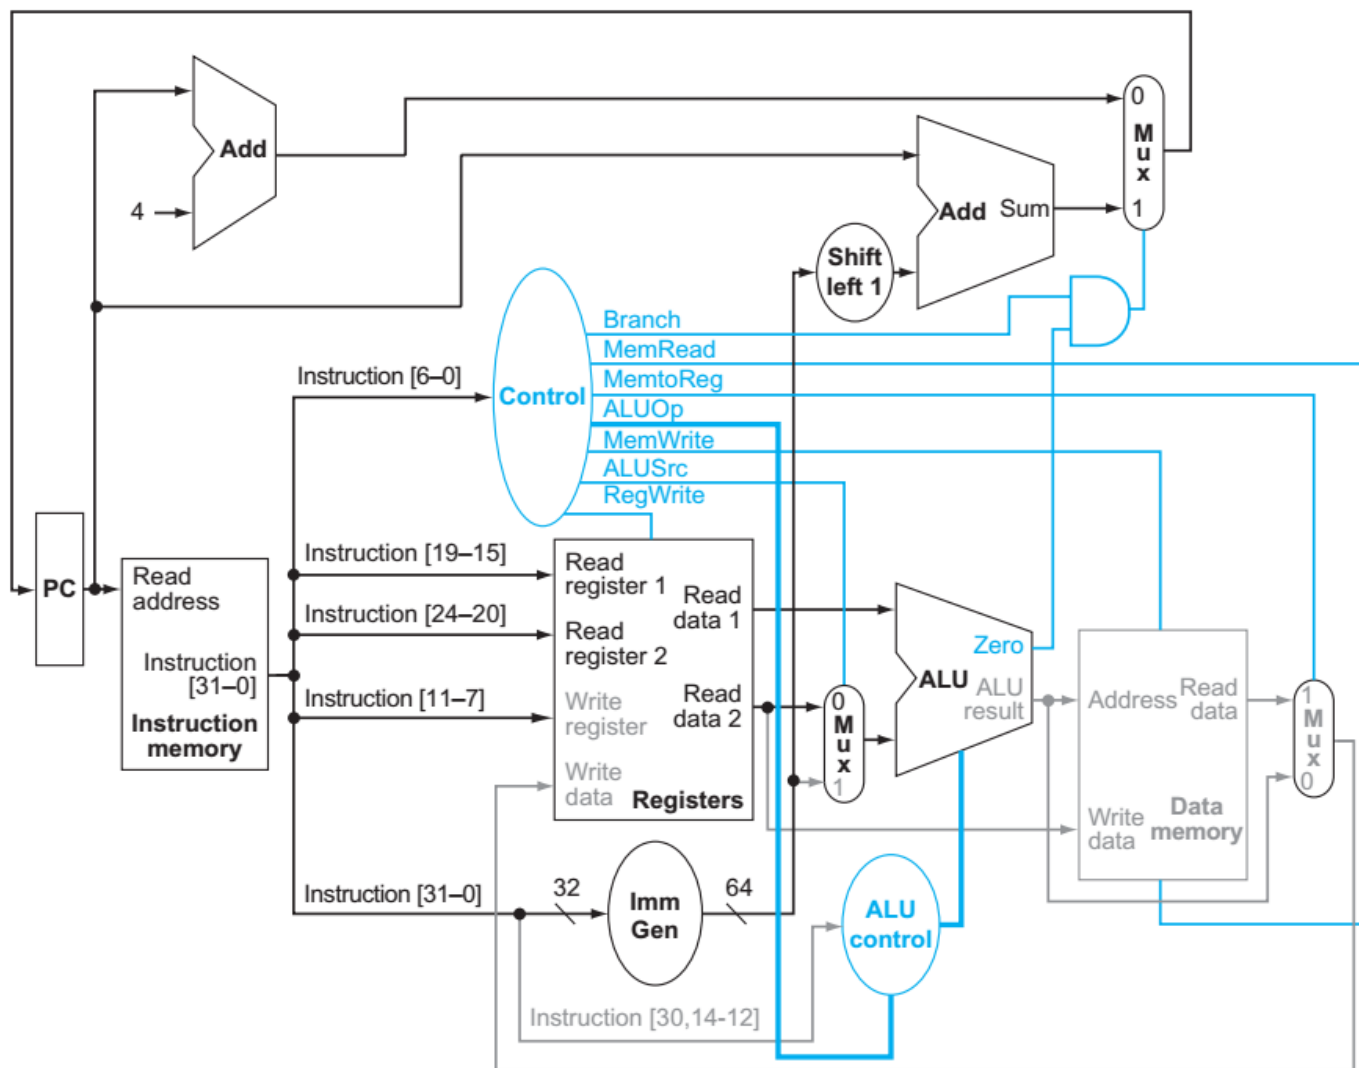 0
M
u
x
1
Add
4
Add Sum
Shift
left 1
Branch
MemRead
MemtoReg
ALUOp
MemWrite
ALUSrc
RegWrite
Instruction [6–0]
Control
PC
Read
address
Instruction
[31–0]
Instruction
memory
Instruction [19–15]
Instruction [24–20]
Instruction [11–7]
Instruction [31–0]
Read
register 1
Read
register 2
Write
register
Write
data
Read
data 1
Read
data 2
Registers
0
M
u
x
1
Zero
ALU
ALU
result
Address
Read
data
Write
data
Data
memory
1
M
u
x
0
32
Imm
Gen
64
ALU
control
Instruction [30,14-12]